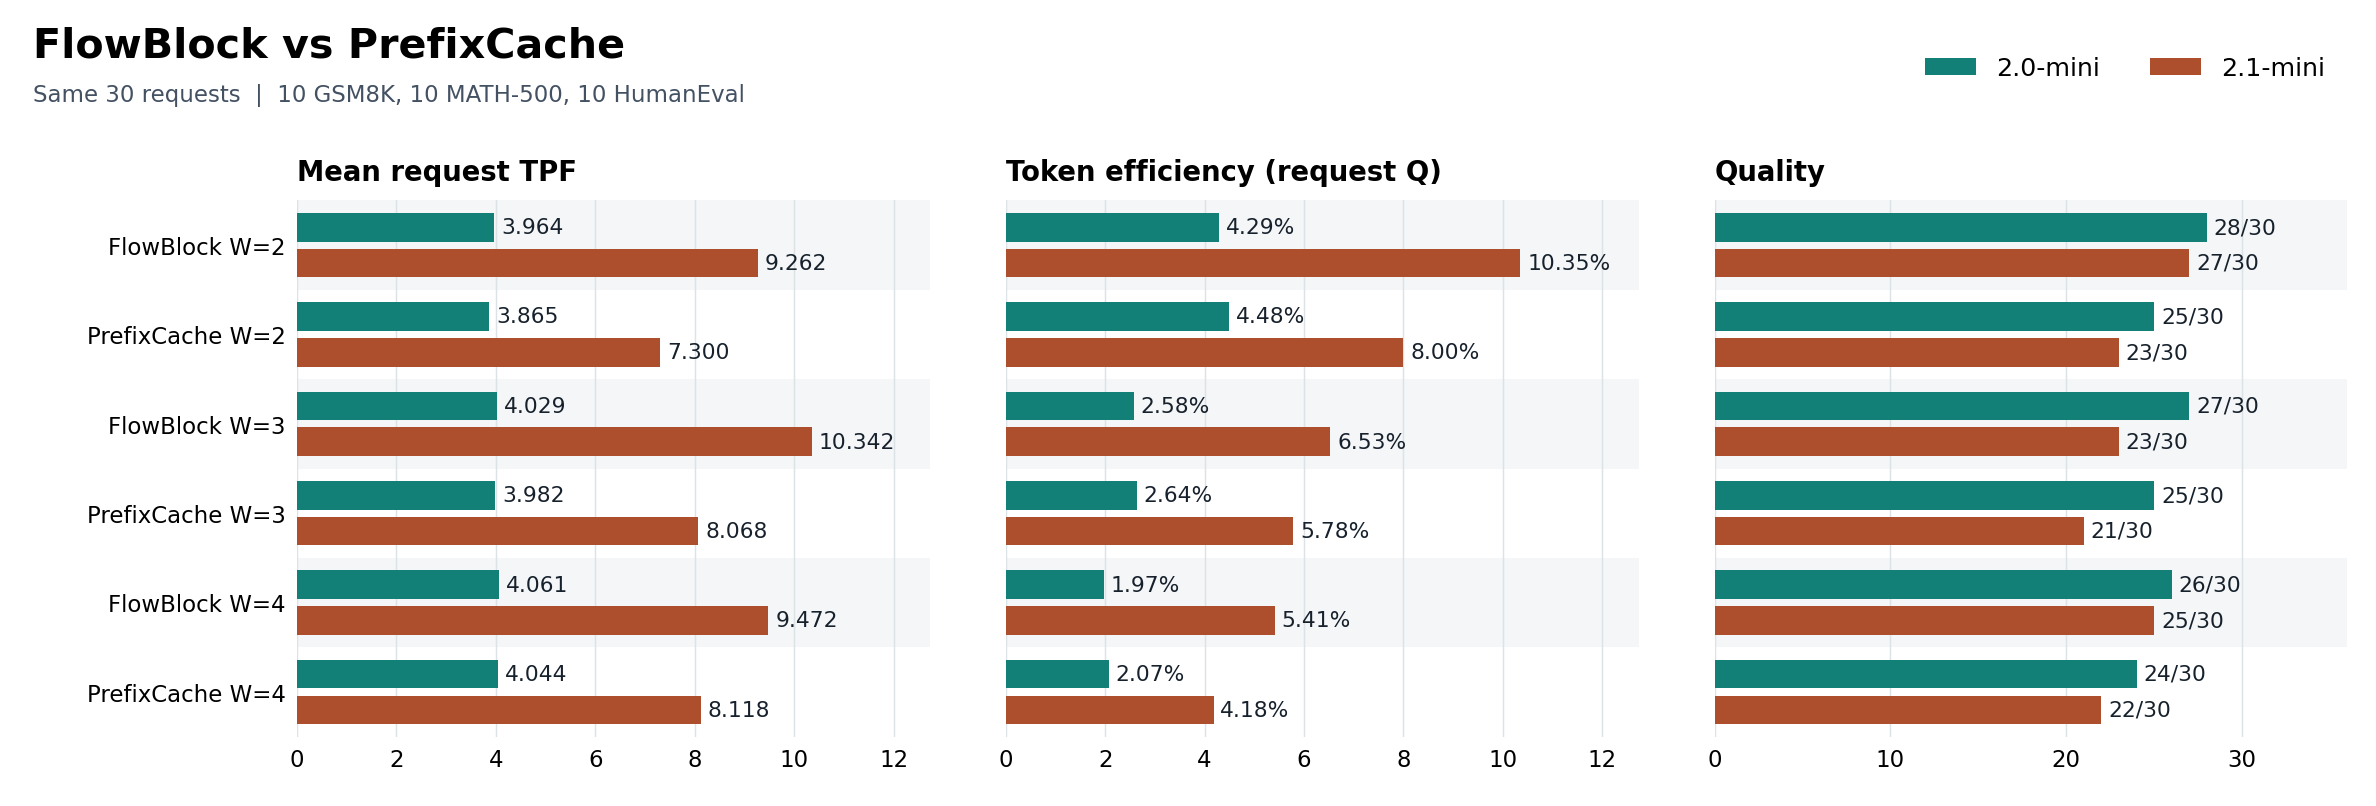 FlowBlock vs PrefixCache
Same 30 requests | 10 GSM8K, 10 MATH-500, 10 HumanEval
2.0-mini
2.1-mini
Mean request TPF
FlowBlock W=2
3.964
9.262
PrefixCache W=2
3.865
7.300
FlowBlock W=3
4.029
10.342
PrefixCache W=3
3.982
8.068
FlowBlock W=4
4.061
9.472
PrefixCache W=4
4.044
8.118
0 2 4 6 8 10 12
Token efficiency (request Q)
4.29%
10.35%
4.48%
8.00%
2.58%
6.53%
2.64%
5.78%
1.97%
5.41%
2.07%
4.18%
0 2 4 6 8 10 12
Quality
28/30
27/30
25/30
23/30
27/30
23/30
25/30
21/30
26/30
25/30
24/30
22/30
0 10 20 30